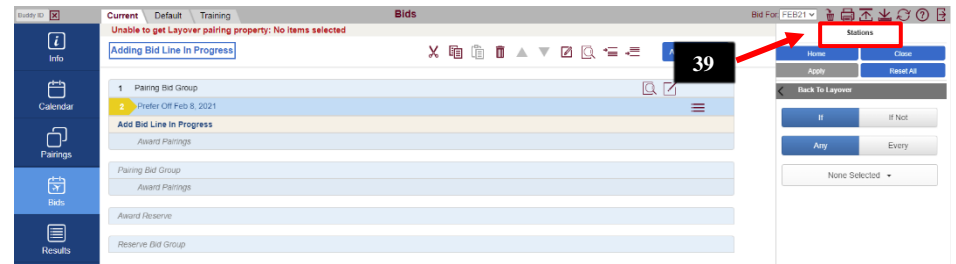 Buddy ID X
Current Default Training
Bids
Bid For: FEB21
Unable to get Layover pairing property: No items selected
Adding Bid Line In Progress
39
Stations
Home Close
Apply Reset All
Back To Layover
If If Not
Any Every
None Selected
Info
Calendar
Pairings
Bids
Results
1 Pairing Bid Group
2 Prefer Off Feb 8, 2021
Add Bid Line In Progress
Award Pairings
Pairing Bid Group
Award Pairings
Award Reserve
Reserve Bid Group